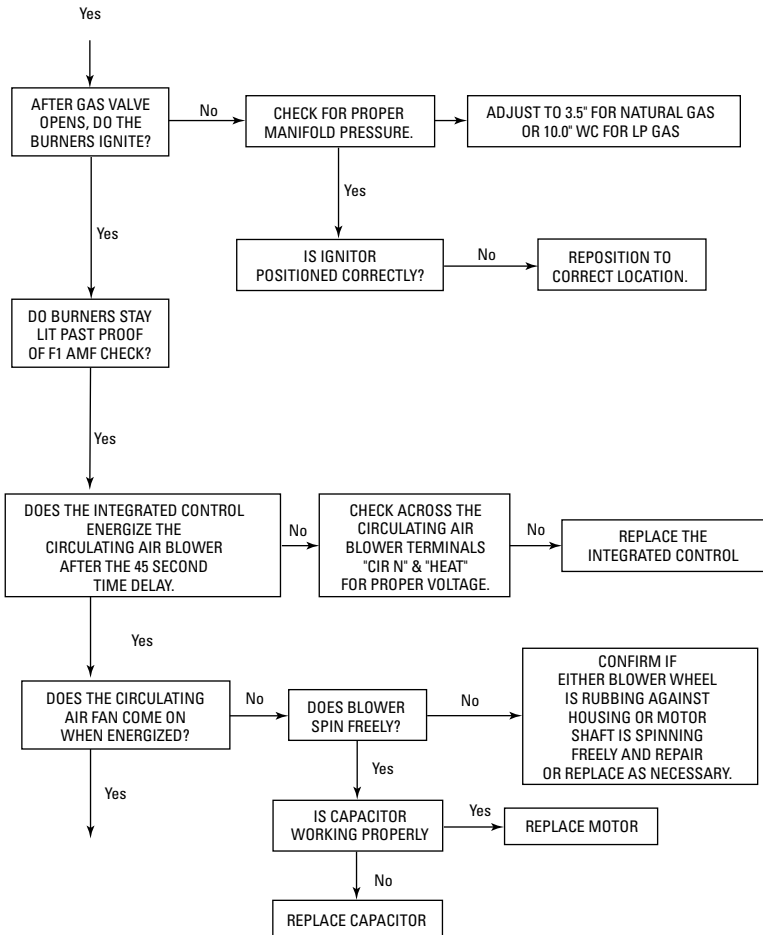 Yes
AFTER GAS VALVE
OPENS, DO THE
BURNERS IGNITE?
No
CHECK FOR PROPER
MANIFOLD PRESSURE.
ADJUST TO 3.5" FOR NATURAL GAS
OR 10.0" WC FOR LP GAS
Yes
Yes
IS IGNITOR
POSITIONED CORRECTLY?
No
REPOSITION TO
CORRECT LOCATION.
DO BURNERS STAY
LIT PAST PROOF
OF F1 AMF CHECK?
Yes
DOES THE INTEGRATED CONTROL
ENERGIZE THE
CIRCULATING AIR BLOWER
AFTER THE 45 SECOND
TIME DELAY.
No
CHECK ACROSS THE
CIRCULATING AIR
BLOWER TERMINALS
"CIR N" & "HEAT"
FOR PROPER VOLTAGE.
No
REPLACE THE
INTEGRATED CONTROL
Yes
DOES THE CIRCULATING
AIR FAN COME ON
WHEN ENERGIZED?
No
DOES BLOWER
SPIN FREELY?
No
CONFIRM IF
EITHER BLOWER WHEEL
IS RUBBING AGAINST
HOUSING OR MOTOR
SHAFT IS SPINNING
FREELY AND REPAIR
OR REPLACE AS NECESSARY.
Yes
Yes
IS CAPACITOR
WORKING PROPERLY
Yes
REPLACE MOTOR
No
REPLACE CAPACITOR